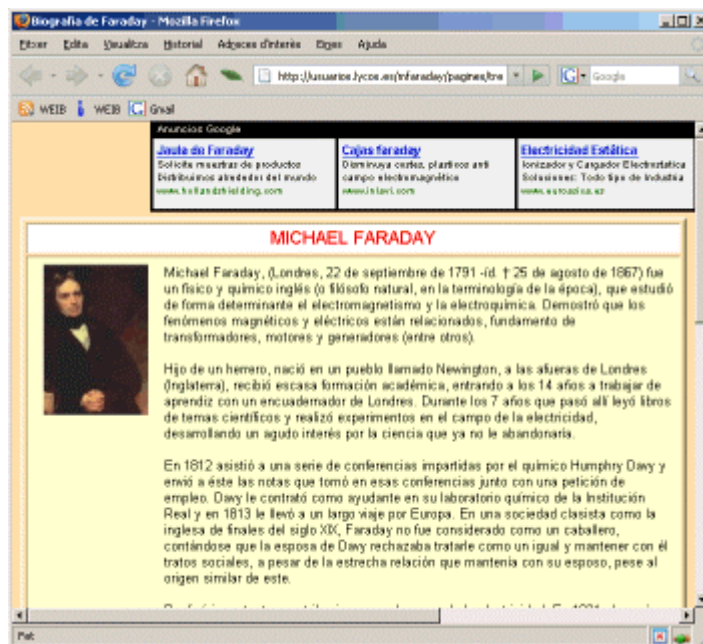 Biografia de Faraday - Mozilla Firefox
Fitxer Edita Visualitza Historial Adreces d'interès Eines Ajuda
http://usuarios.lycos.es/mfaraday/pagines/tre
Google
WEIB WEIB Gmail
Anuncios Google
Jaula de Faraday
Solicite muestras de productos
Distribuimos alrededor del mundo
www.hollandshielding.com
Cajas faraday
Disminuya costes, plasticos anti
campo electromagnético
Electricidad Estática
Ionizador y Cargador Electrostatica
Soluciones: Todo tipo de Industria
MICHAEL FARADAY
Michael Faraday, (Londres, 22 de septiembre de 1791 -íd. † 25 de agosto de 1867) fue
un físico y químico inglés (o filósofo natural, en la terminología de la época), que estudió
de forma determinante el electromagnetismo y la electroquímica. Demostró que los
fenómenos magnéticos y eléctricos están relacionados, fundamento de
transformadores, motores y generadores (entre otros).
Hijo de un herrero, nació en un pueblo llamado Newington, a las afueras de Londres
(Inglaterra), recibió escasa formación académica, entrando a los 14 años a trabajar de
aprendiz con un encuadernador de Londres. Durante los 7 años que pasó allí leyó libros
de temas científicos y realizó experimentos en el campo de la electricidad,
desarrollando un agudo interés por la ciencia que ya no le abandonaría.
En 1812 asistió a una serie de conferencias impartidas por el químico Humphry Davy y
envió a éste las notas que tomó en esas conferencias junto con una petición de
empleo. Davy le contrató como ayudante en su laboratorio químico de la Institución
Real y en 1813 le llevó a un largo viaje por Europa. En una sociedad clasista como la
inglesa de finales del siglo XIX, Faraday no fue considerado como un caballero,
contándose que la esposa de Davy rechazaba tratarle como un igual y mantener con él
tratos sociales, a pesar de la estrecha relación que mantenía con su esposo, pese al
origen similar de este.
Fet